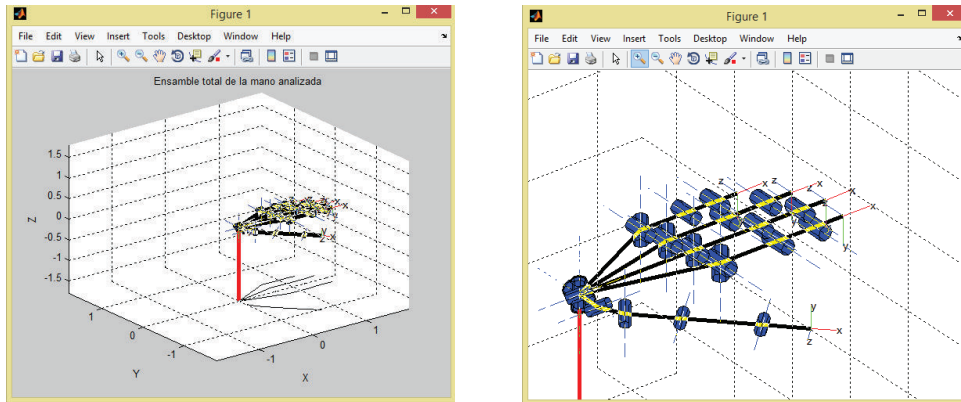 Figure 1
File Edit View Insert Tools Desktop Window Help
Ensamble total de la mano analizada
1.5
1
0.5
0
-0.5
-1
-1.5
Z
1
0
-1
Y
-1
0
1
X
x
x
y
z
x
Figure 1
File Edit View Insert Tools Desktop Window Help
z
x
z
x
z
x
z
x
y
y
y
x
z